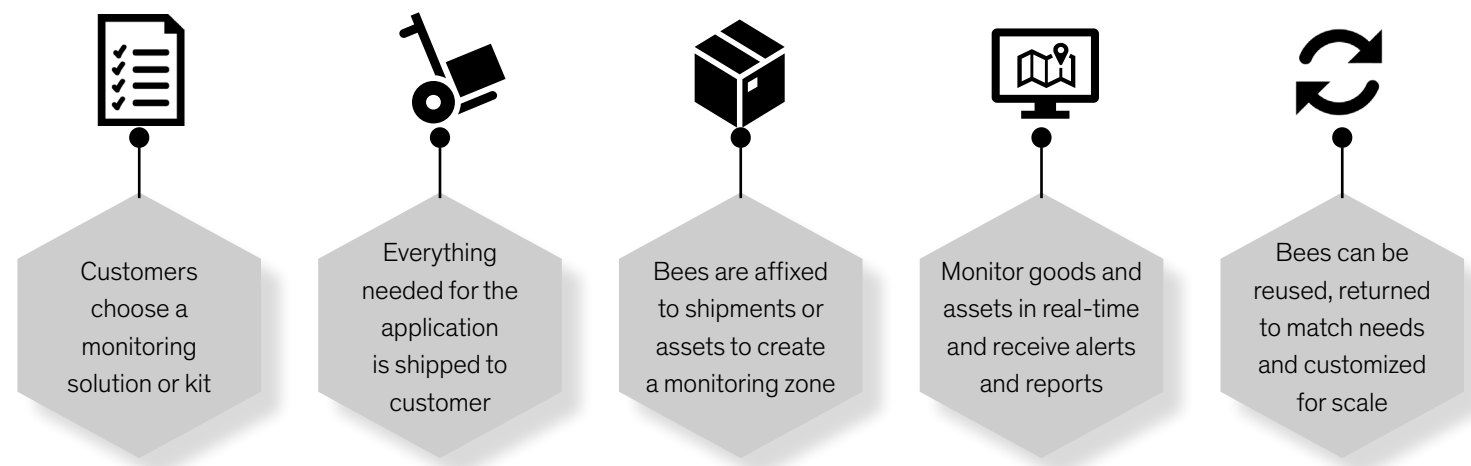 Customers
choose a
monitoring
solution or kit
Everything
needed for the
application
is shipped to
customer
Bees are affixed
to shipments or
assets to create
a monitoring zone
Monitor goods and
assets in real-time
and receive alerts
and reports
Bees can be
reused, returned
to match needs
and customized
for scale